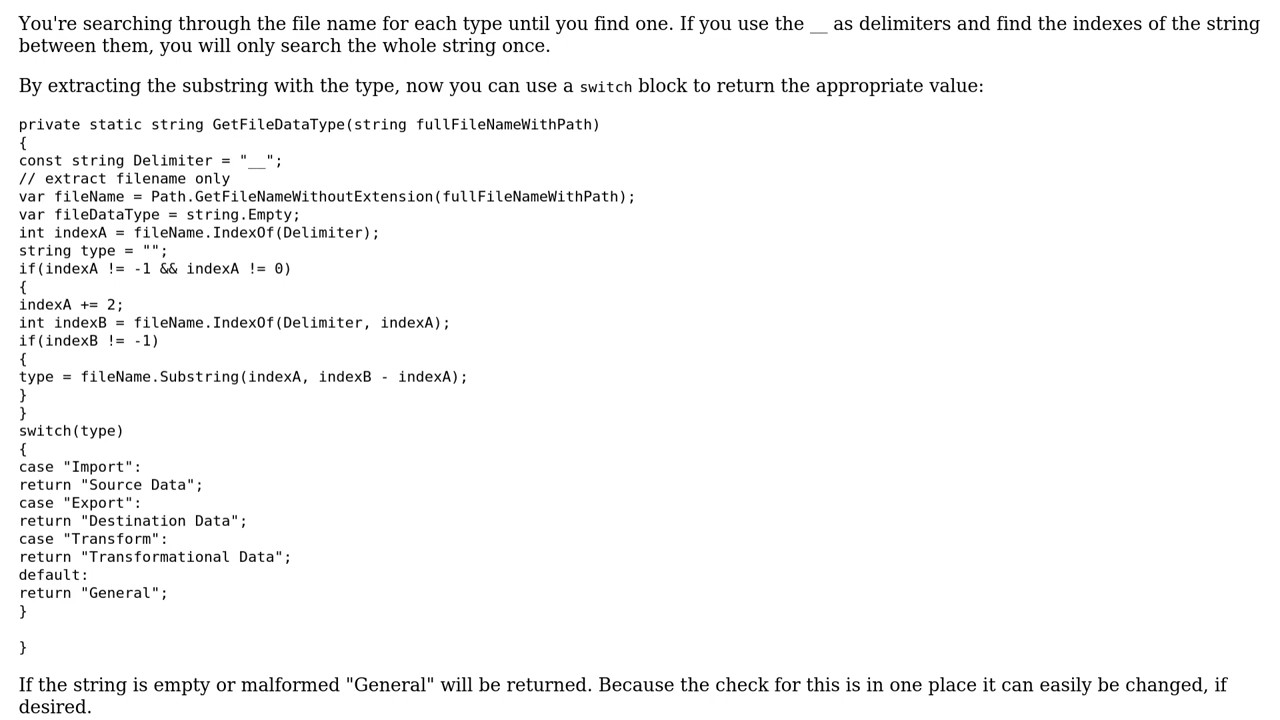 You're searching through the file name for each type until you find one. If you use the __ as delimiters and find the indexes of the string
between them, you will only search the whole string once.
By extracting the substring with the type, now you can use a switch block to return the appropriate value:
private static string GetFileDataType(string fullFileNameWithPath)
{
const string Delimiter = "__";
// extract filename only
var fileName = Path.GetFileNameWithoutExtension(fullFileNameWithPath);
var fileDataType = string.Empty;
int indexA = fileName.IndexOf(Delimiter);
string type = "";
if(indexA != -1 && indexA != 0)
{
indexA += 2;
int indexB = fileName.IndexOf(Delimiter, indexA);
if(indexB != -1)
{
type = fileName.Substring(indexA, indexB - indexA);
}
}
switch(type)
{
case "Import":
return "Source Data";
case "Export":
return "Destination Data";
case "Transform":
return "Transformational Data";
default:
return "General";
}
}
If the string is empty or malformed "General" will be returned. Because the check for this is in one place it can easily be changed, if
desired.